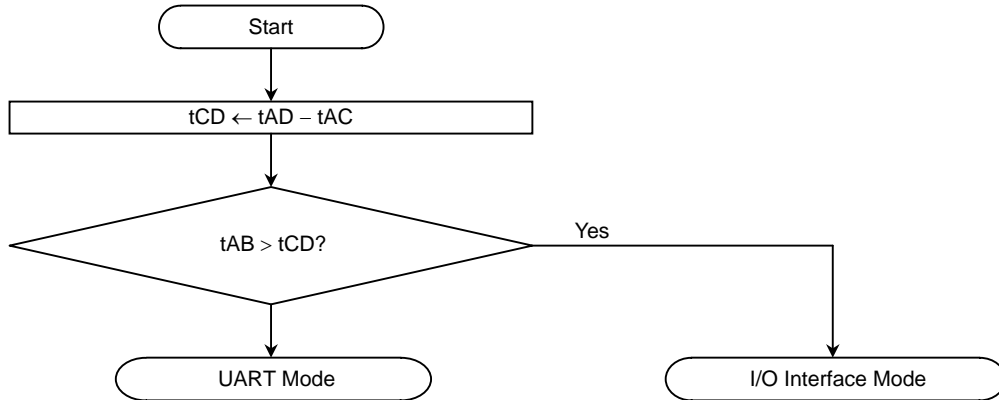 Start
tCD ← tAD − tAC
tAB > tCD?
Yes
UART Mode
I/O Interface Mode